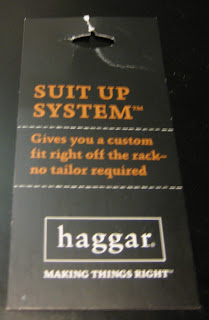 SUIT UP
SYSTEM™
Gives you a custom
fit right off the rack–
no tailor required
haggar®
MAKING THINGS RIGHT™